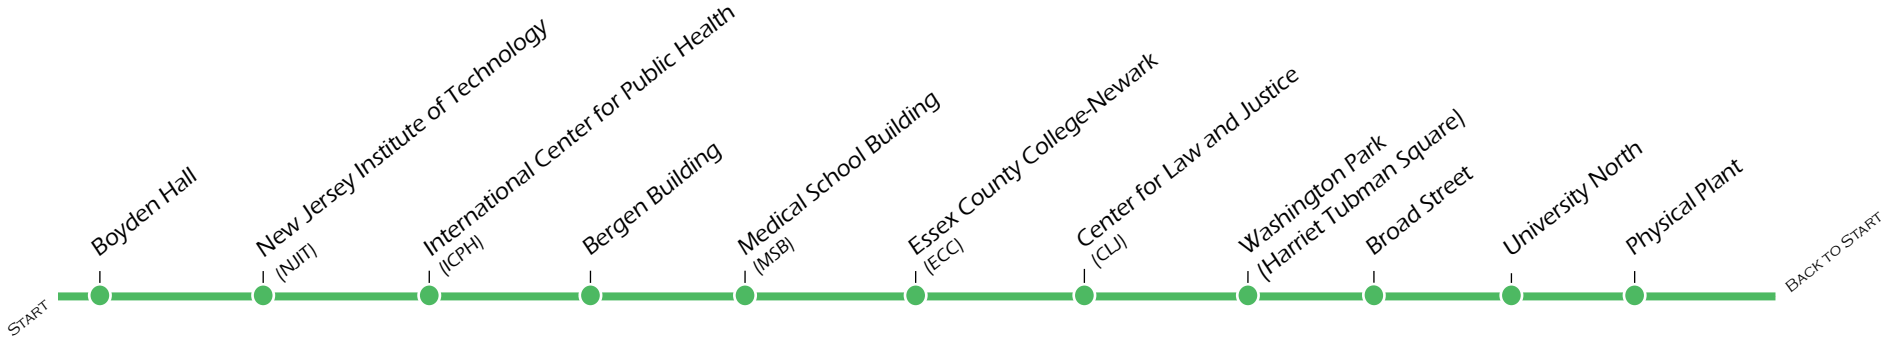 START
Boyden Hall
New Jersey Institute of Technology
(NJIT)
International Center for Public Health
(ICPH)
Bergen Building
Medical School Building
(MSB)
Essex County College-Newark
(ECC)
Center for Law and Justice
(CLJ)
Washington Park
(Harriet Tubman Square)
Broad Street
University North
Physical Plant
BACK TO START